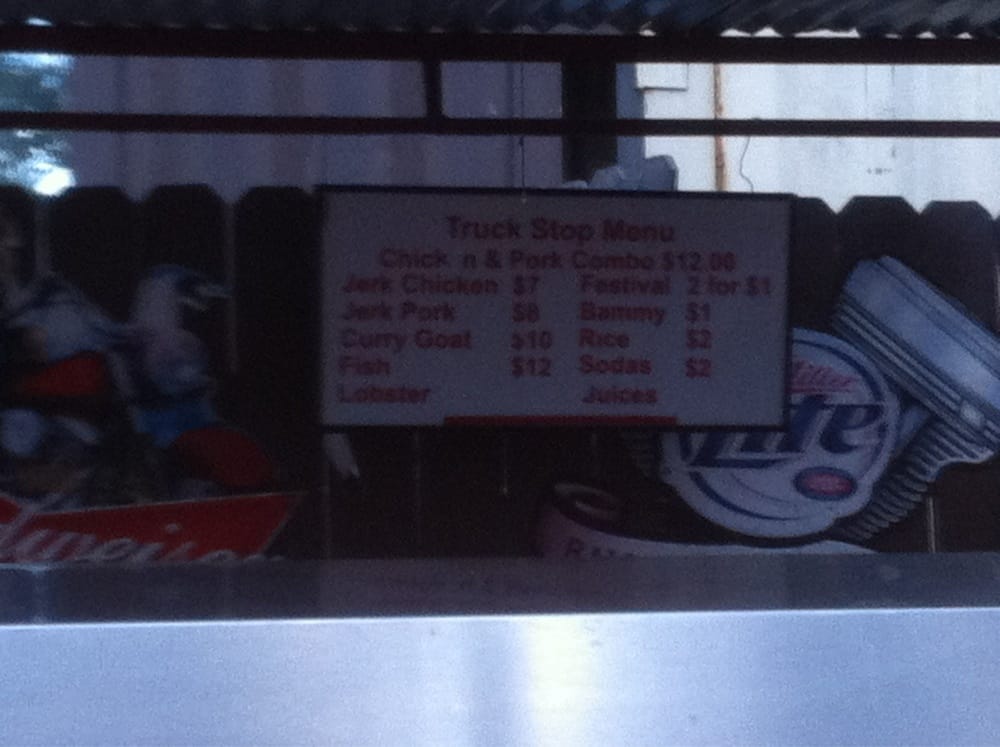 Truck Stop Menu
Chick n & Pork Combo $12.00
Jerk Chicken $7 Festival 2 for $1
Jerk Pork $8 Bammy $1
Curry Goat $10 Rice $2
Fish $12 Sodas $2
Lobster Juices
Miller
Lite